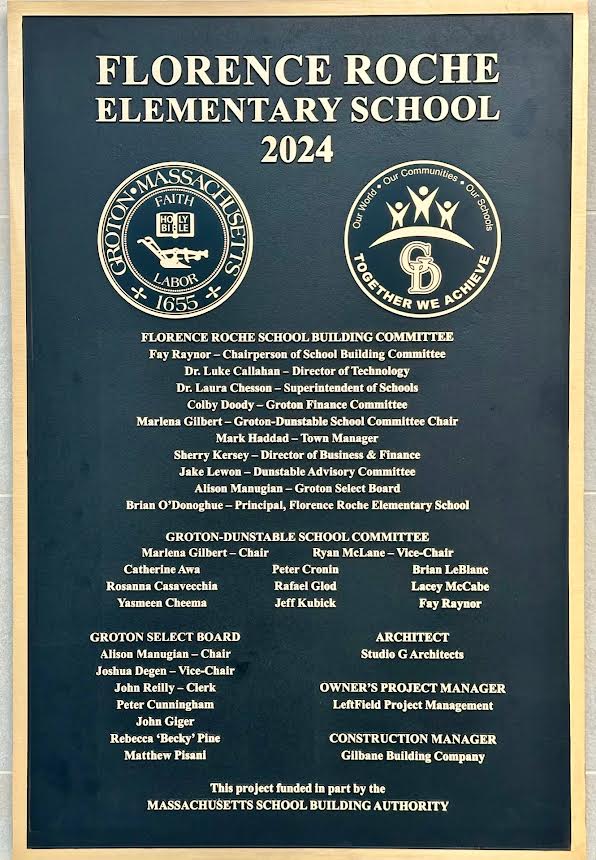 FLORENCE ROCHE
ELEMENTARY SCHOOL
2024
GROTON • MASSACHUSETTS
FAITH
HOLY
BIBLE
LABOR
1655
Our World • Our Communities • Our Schools
GD
TOGETHER WE ACHIEVE
FLORENCE ROCHE SCHOOL BUILDING COMMITTEE
Fay Raynor – Chairperson of School Building Committee
Dr. Luke Callahan – Director of Technology
Dr. Laura Chesson – Superintendent of Schools
Colby Doody – Groton Finance Committee
Marlena Gilbert – Groton-Dunstable School Committee Chair
Mark Haddad – Town Manager
Sherry Kersey – Director of Business & Finance
Jake Lewon – Dunstable Advisory Committee
Alison Manugian – Groton Select Board
Brian O'Donoghue – Principal, Florence Roche Elementary School
GROTON-DUNSTABLE SCHOOL COMMITTEE
Marlena Gilbert – Chair Ryan McLane – Vice-Chair
Catherine Awa Peter Cronin Brian LeBlanc
Rosanna Casavecchia Rafael Glod Lacey McCabe
Yasmeen Cheema Jeff Kubick Fay Raynor
GROTON SELECT BOARD
Alison Manugian – Chair
Joshua Degen – Vice-Chair
John Reilly – Clerk
Peter Cunningham
John Giger
Rebecca ‘Becky’ Pine
Matthew Pisani
ARCHITECT
Studio G Architects
OWNER'S PROJECT MANAGER
LeftField Project Management
CONSTRUCTION MANAGER
Gilbane Building Company
This project funded in part by the
MASSACHUSETTS SCHOOL BUILDING AUTHORITY